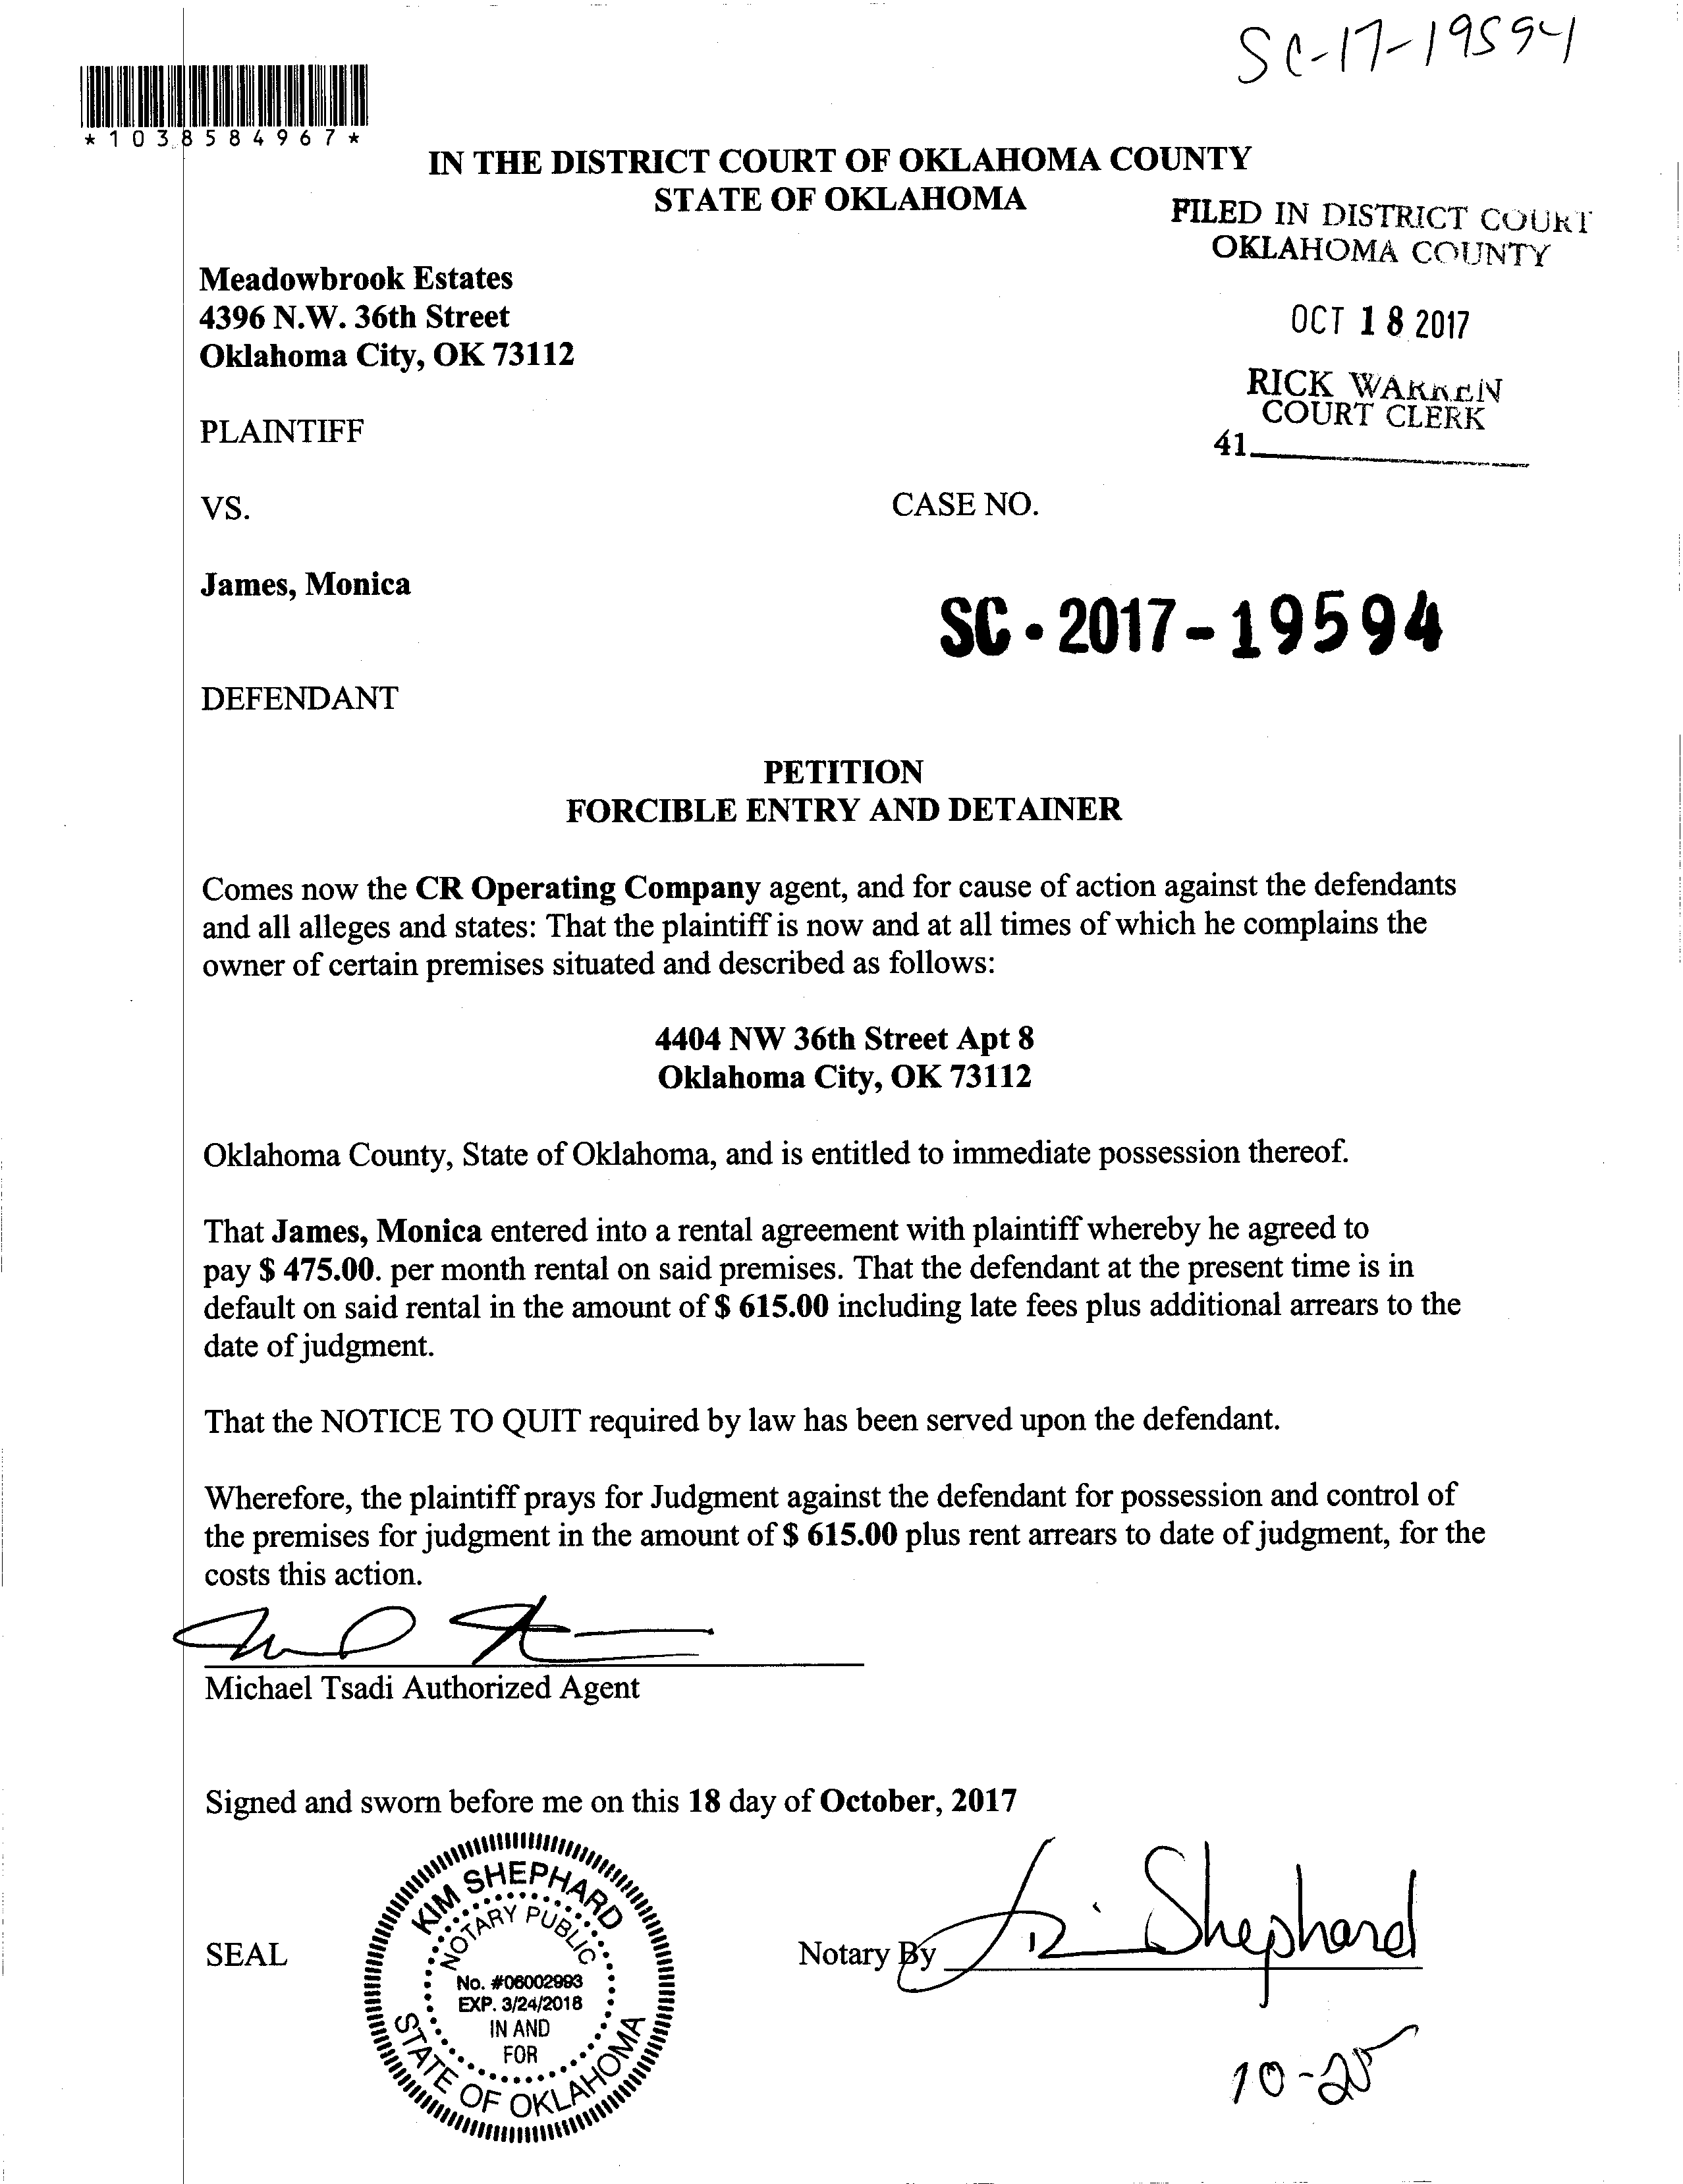 SC-17-19594
*1038584967*
IN THE DISTRICT COURT OF OKLAHOMA COUNTY
STATE OF OKLAHOMA
FILED IN DISTRICT COURT
OKLAHOMA COUNTY
Meadowbrook Estates
4396 N.W. 36th Street
Oklahoma City, OK 73112
OCT 18 2017
RICK WARREN
COURT CLERK
41
PLAINTIFF
VS.
CASE NO.
James, Monica
SC-2017-19594
DEFENDANT
PETITION
FORCIBLE ENTRY AND DETAINER
Comes now the CR Operating Company agent, and for cause of action against the defendants
and all alleges and states: That the plaintiff is now and at all times of which he complains the
owner of certain premises situated and described as follows:
4404 NW 36th Street Apt 8
Oklahoma City, OK 73112
Oklahoma County, State of Oklahoma, and is entitled to immediate possession thereof.
That James, Monica entered into a rental agreement with plaintiff whereby he agreed to
pay $ 475.00. per month rental on said premises. That the defendant at the present time is in
default on said rental in the amount of $ 615.00 including late fees plus additional arrears to the
date of judgment.
That the NOTICE TO QUIT required by law has been served upon the defendant.
Wherefore, the plaintiff prays for Judgment against the defendant for possession and control of
the premises for judgment in the amount of $ 615.00 plus rent arrears to date of judgment, for the
costs this action.
Michael Tsadi Authorized Agent
Signed and sworn before me on this 18 day of October, 2017
KIM SHEPHARD
NOTARY PUBLIC
No. #06002993
EXP. 3/24/2018
IN AND
FOR
STATE OF OKLAHOMA
SEAL
Notary By Shephard
10-25